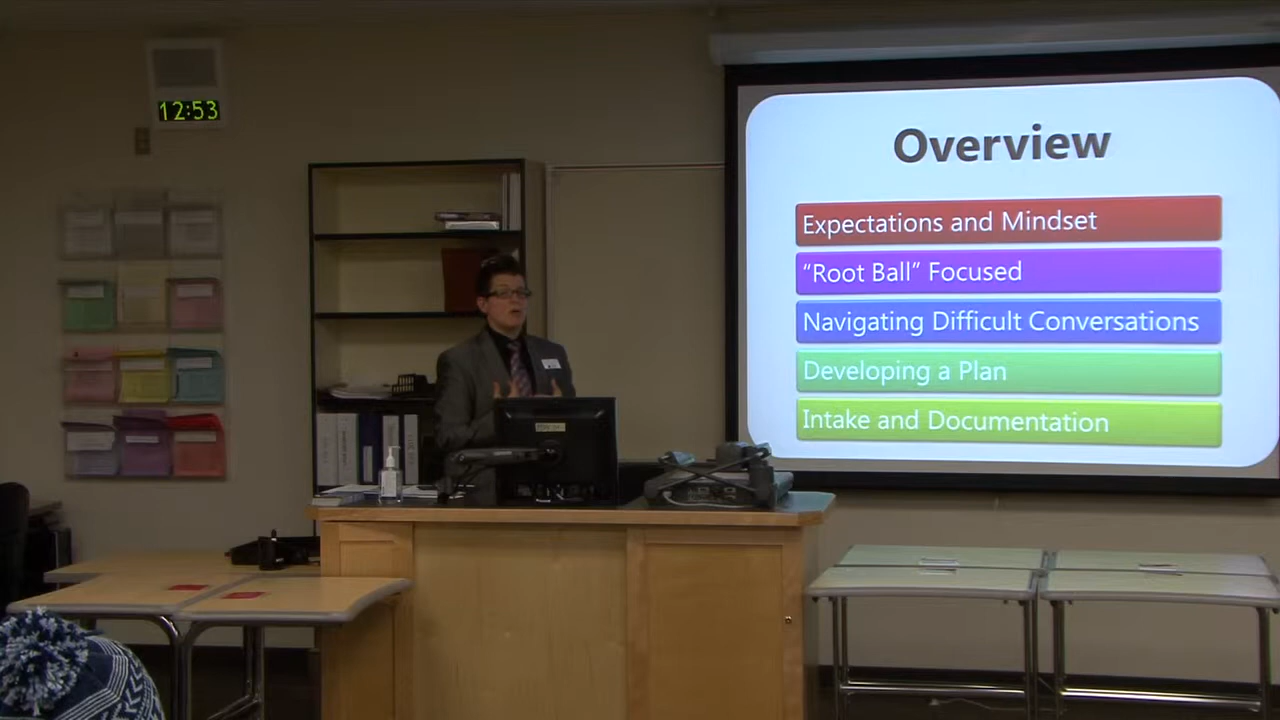 12:53
Overview
Expectations and Mindset
“Root Ball” Focused
Navigating Difficult Conversations
Developing a Plan
Intake and Documentation